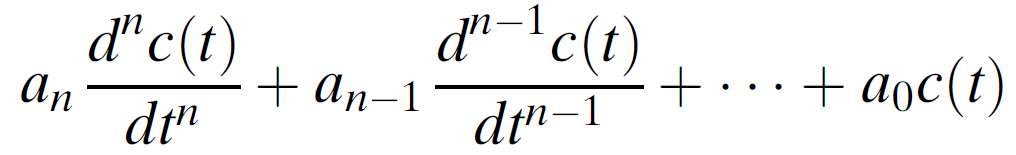 $a_n \frac{d^n c(t)}{dt^n} + a_{n-1} \frac{d^{n-1} c(t)}{dt^{n-1}} + \cdots + a_0 c(t)$